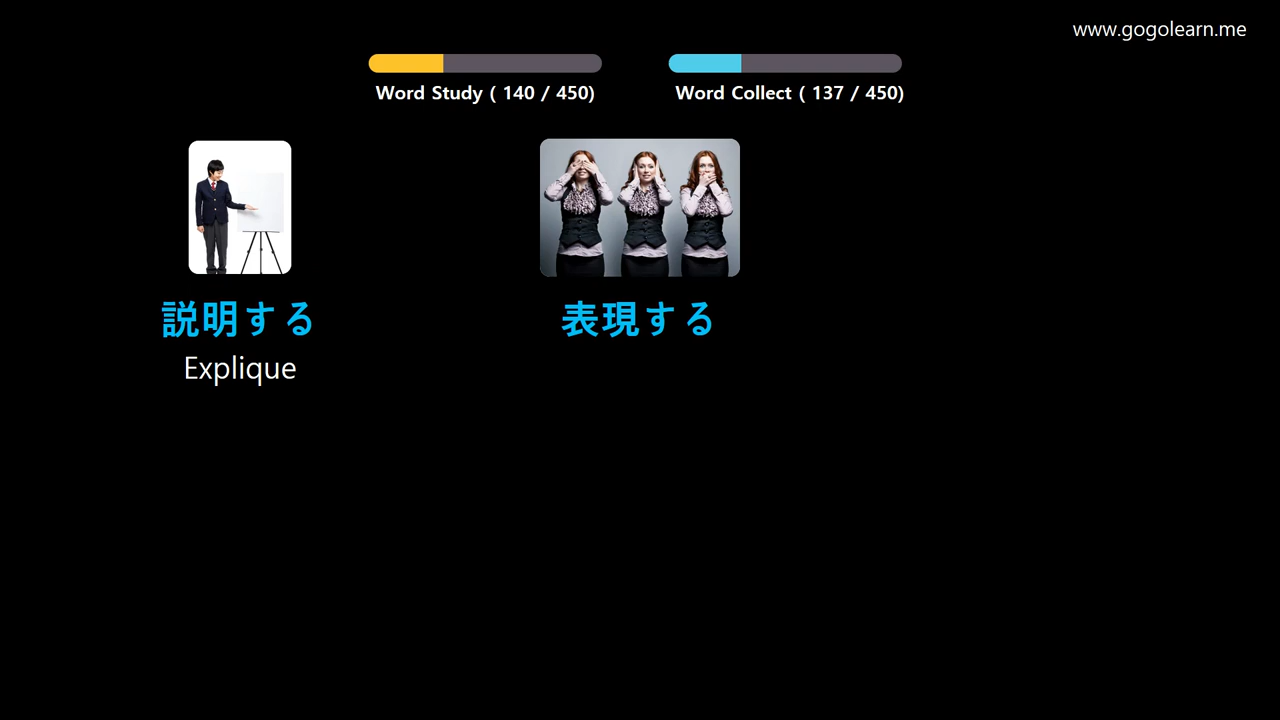 www.gogolearn.me
Word Study ( 140 / 450)
Word Collect ( 137 / 450)
説明する
表現する
Explique